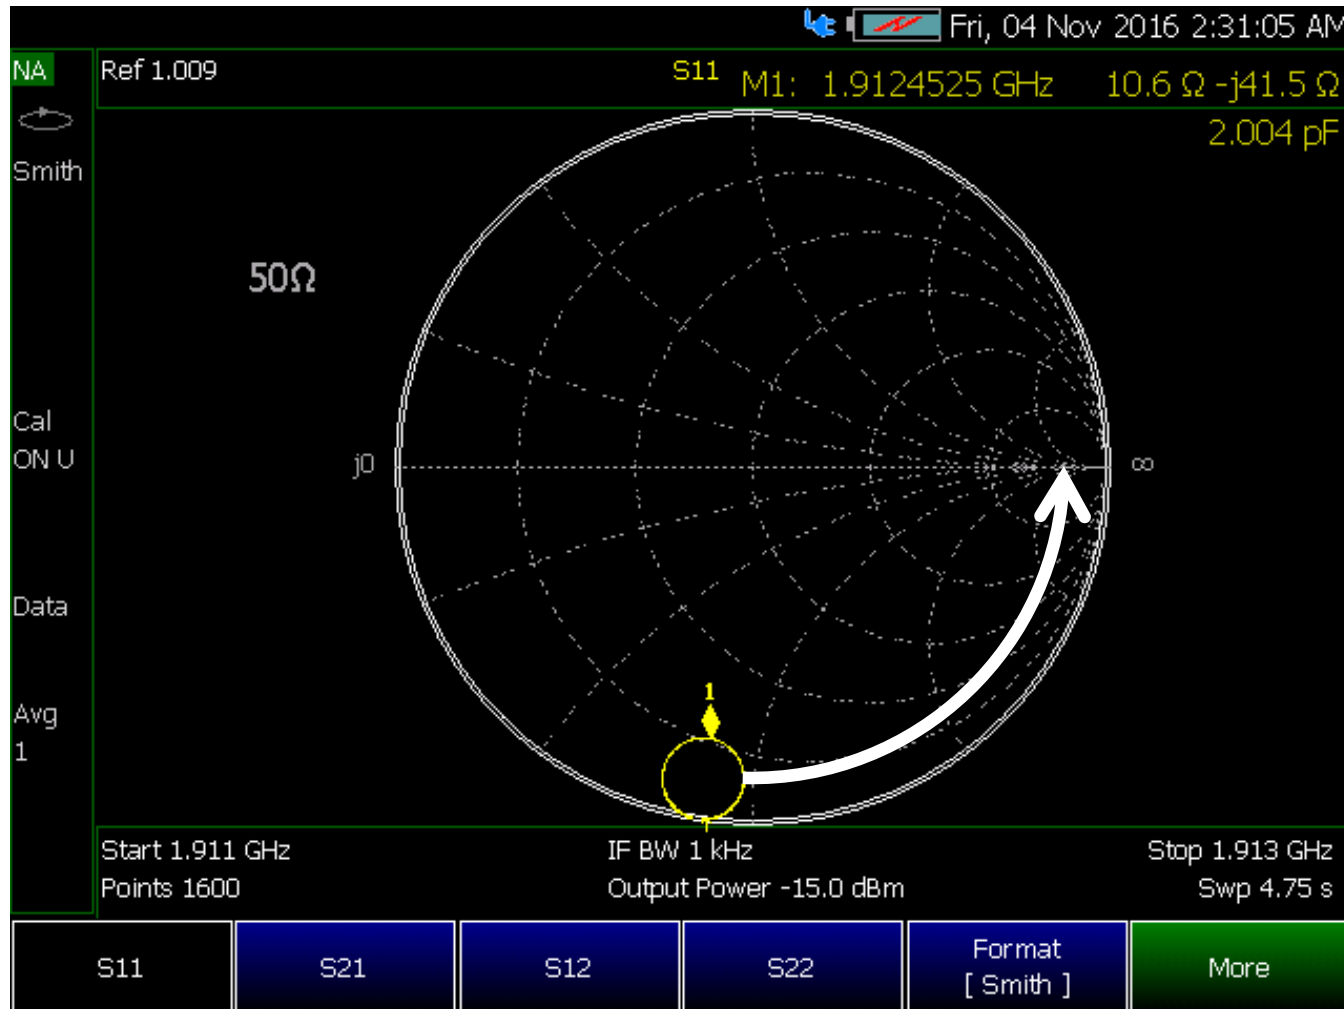 Fri, 04 Nov 2016 2:31:05 AM
NA
Ref 1.009
S11
M1: 1.9124525 GHz 10.6 Ω -j41.5 Ω
2.004 pF
Smith
50Ω
Cal
ON U
j0
∞
Data
1
Avg
1
Start 1.911 GHz
IF BW 1 kHz
Stop 1.913 GHz
Points 1600
Output Power -15.0 dBm
Swp 4.75 s
S11
S21
S12
S22
Format
[ Smith ]
More